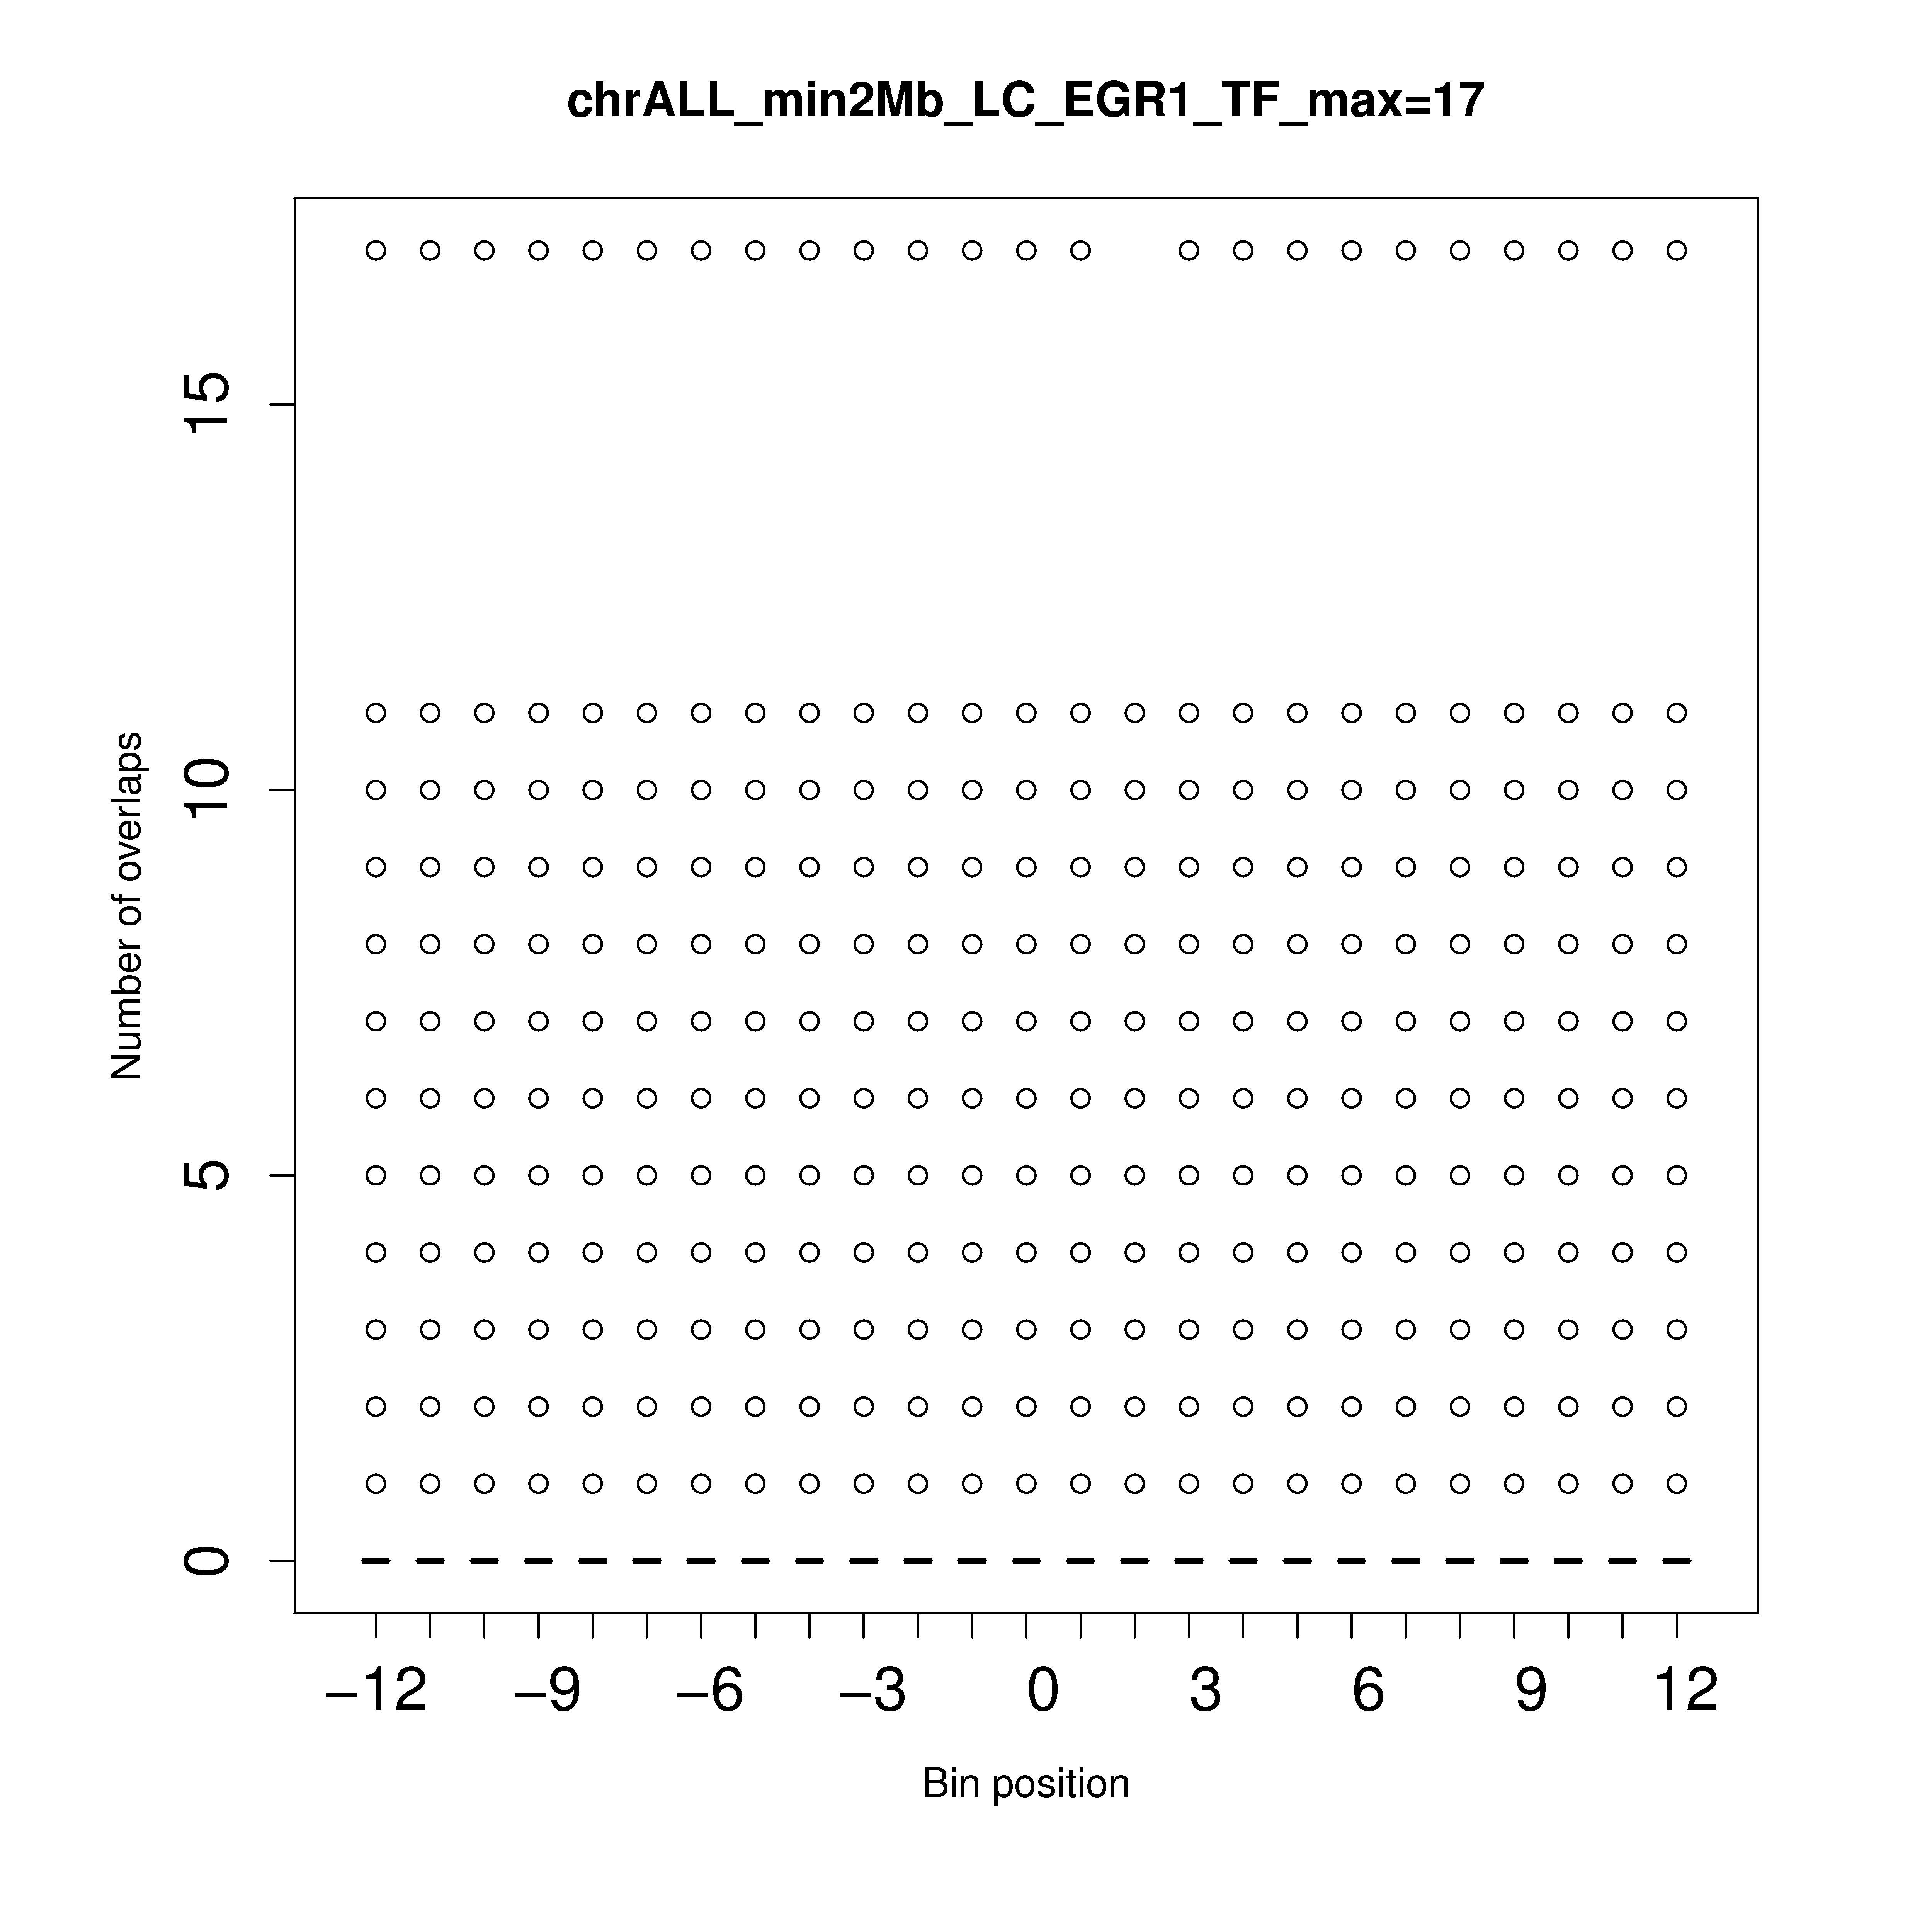 chrALL_min2Mb_LC_EGR1_TF_max=17
15
10
5
0
Number of overlaps
−12 −9 −6 −3 0 3 6 9 12
Bin position